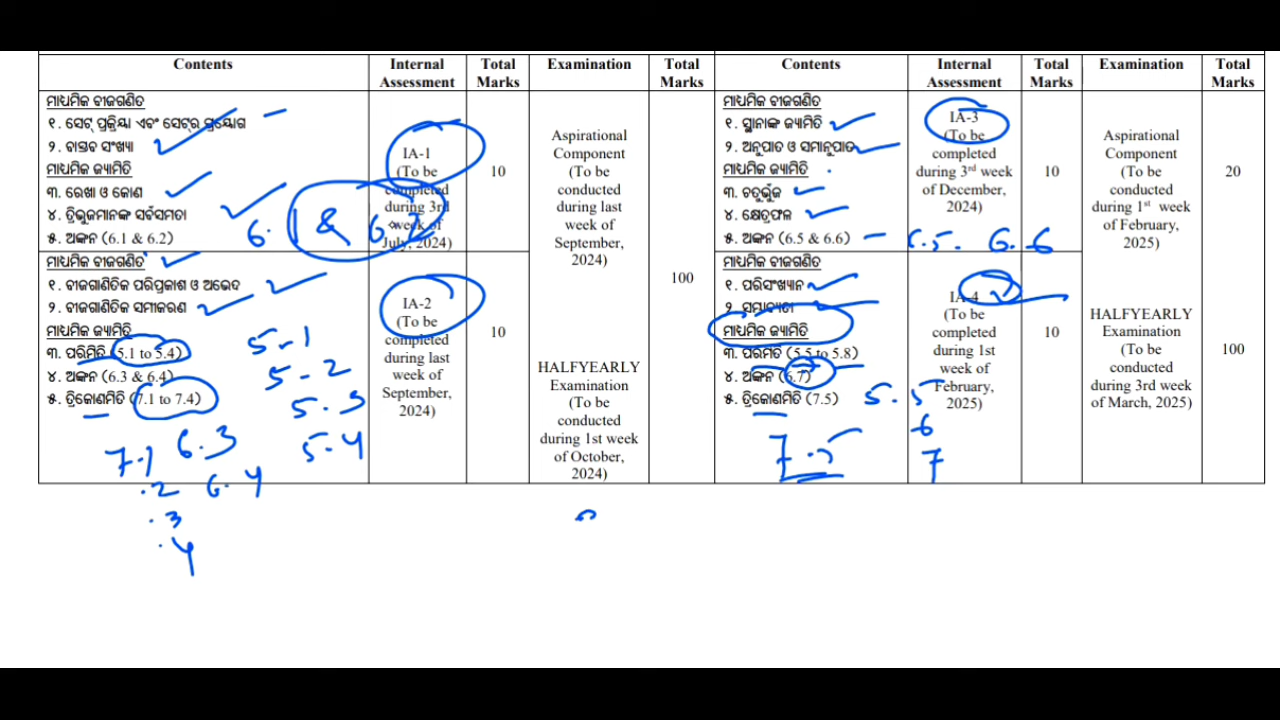 Contents
Internal
Assessment
Total
Marks
Examination
Total
Marks
ମାଧ୍ୟମିକ ବୀଜଗଣିତ
୧. ସେଟ୍ ପ୍ରକ୍ରିୟା ଏବଂ ସେଟ୍‌ର ପ୍ରୟୋଗ
୨. ବାସ୍ତବ ସଂଖ୍ୟା
ମାଧ୍ୟମିକ ଜ୍ୟାମିତି
୩. ରେଖା ଓ କୋଣ
୪. ତ୍ରିଭୁଜମାନଙ୍କ ସର୍ବସମତା
୫. ଅଙ୍କନ (6.1 & 6.2)
6.1 & 6.2
IA-1
(To be
completed
during 3rd
week of
July, 2024)
10
Aspirational
Component
(To be
conducted
during last
week of
September,
2024)
100
ମାଧ୍ୟମିକ ବୀଜଗଣିତ
୧. ବୀଜଗାଣିତିକ ପରିପ୍ରକାଶ ଓ ଅଭେଦ
୨. ବୀଜଗାଣିତିକ ସମୀକରଣ
ମାଧ୍ୟମିକ ଜ୍ୟାମିତି
୩. ପରିମିତି (5.1 to 5.4)
୪. ଅଙ୍କନ (6.3 & 6.4)
୫. ତ୍ରିକୋଣମିତି (7.1 to 7.4)
5-1
5-2
5.3
5.4
7.1
.2
.3
.4
6.3
6.4
IA-2
(To be
completed
during last
week of
September,
2024)
10
HALFYEARLY
Examination
(To be
conducted
during 1st week
of October,
2024)
Contents
Internal
Assessment
Total
Marks
Examination
Total
Marks
ମାଧ୍ୟମିକ ବୀଜଗଣିତ
୧. ସ୍ଥାନାଙ୍କ ଜ୍ୟାମିତି
୨. ଅନୁପାତ ଓ ସମାନୁପାତ
ମାଧ୍ୟମିକ ଜ୍ୟାମିତି
୩. ଚତୁର୍ଭୁଜ
୪. କ୍ଷେତ୍ରଫଳ
୫. ଅଙ୍କନ (6.5 & 6.6)
6.5. 6.6
IA-3
(To be
completed
during 3rd week
of December,
2024)
10
Aspirational
Component
(To be
conducted
during 1st week
of February,
2025)
20
ମାଧ୍ୟମିକ ବୀଜଗଣିତ
୧. ପରିସଂଖ୍ୟାନ
୨. ସମ୍ଭାବ୍ୟତା
ମାଧ୍ୟମିକ ଜ୍ୟାମିତି
୩. ପରିମିତି (5.5 to 5.8)
୪. ଅଙ୍କନ (6.7)
୫. ତ୍ରିକୋଣମିତି (7.5)
5.5
6
7
7.5
IA-4
(To be
completed
during 1st
week of
February,
2025)
10
HALFYEARLY
Examination
(To be
conducted
during 3rd week
of March, 2025)
100